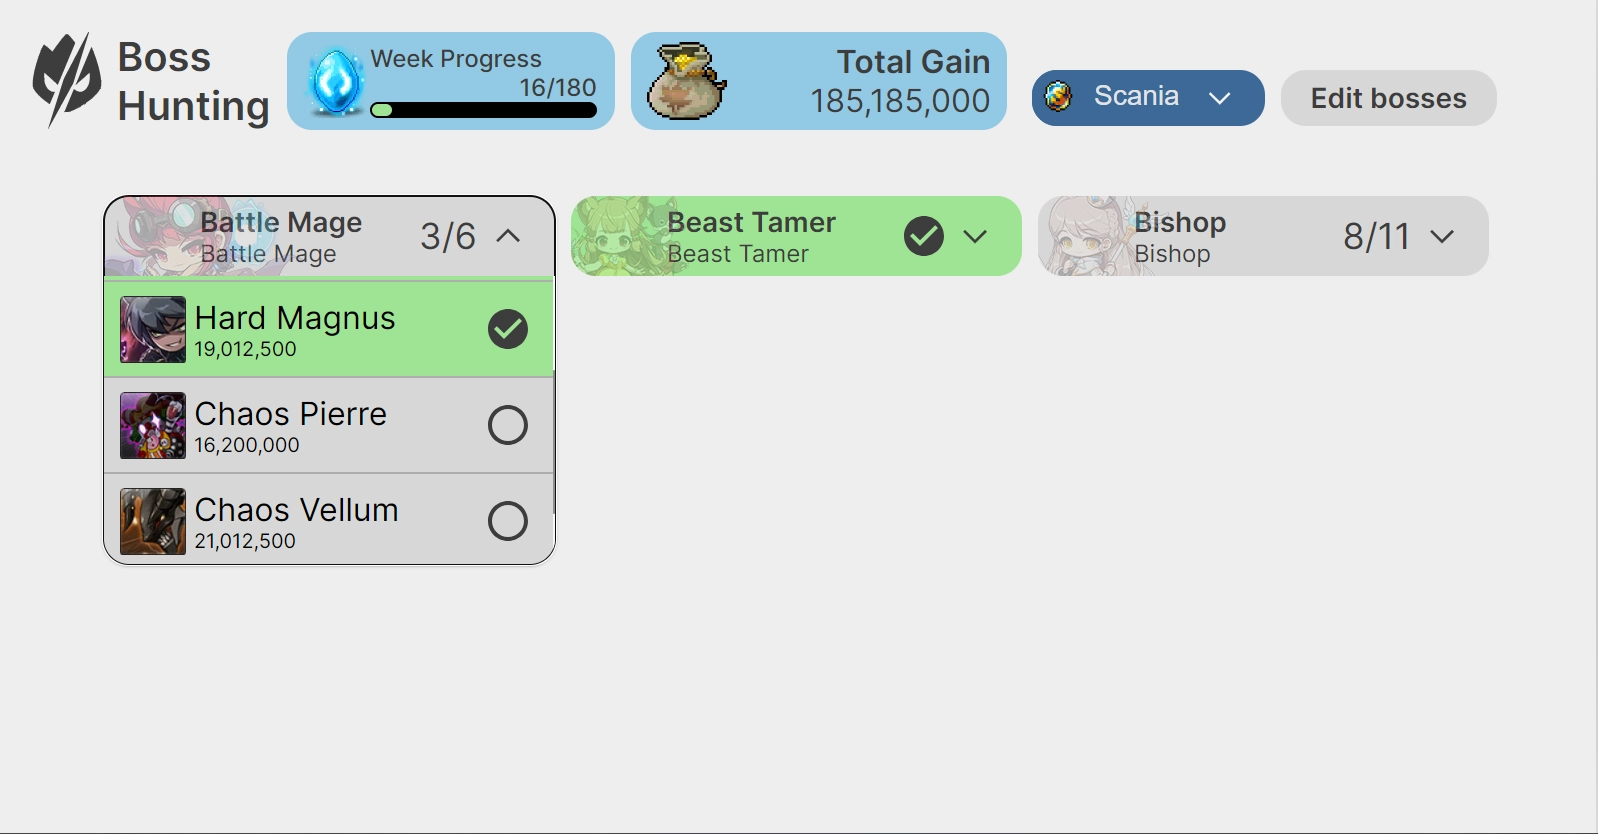 Boss
Hunting
Week Progress
16/180
Total Gain
185,185,000
Scania
Edit bosses
Battle Mage
Battle Mage
3/6
Beast Tamer
Beast Tamer
Bishop
Bishop
8/11
Hard Magnus
19,012,500
Chaos Pierre
16,200,000
Chaos Vellum
21,012,500